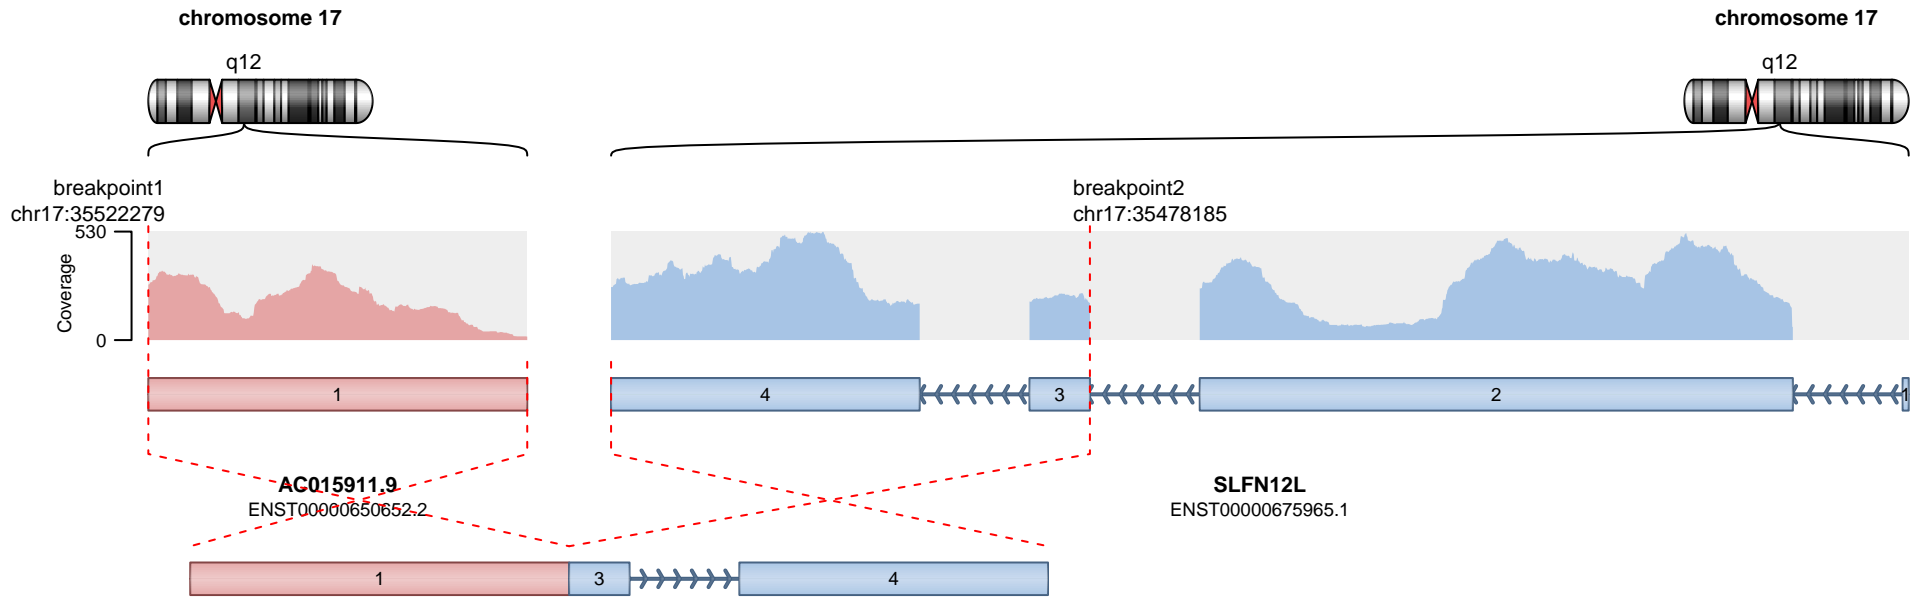 chromosome 17
chromosome 17
q12
q12
breakpoint1
chr17:35522279
breakpoint2
chr17:35478185
530
Coverage
0
1
4
3
2
1
AC015911.9
ENST00000650652.2
SLFN12L
ENST00000675965.1
1
3
4